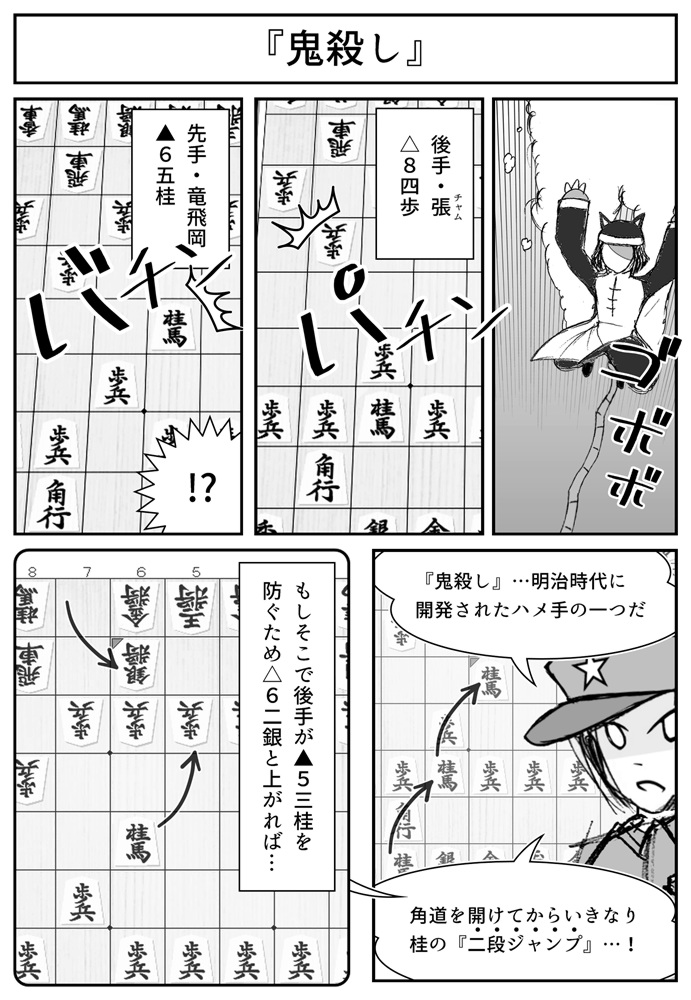 『鬼殺し』
ゴボボ
後手・張
チャム
△８四歩
パチン
先手・竜飛岡
▲６五桂
バチン
!?
『鬼殺し』…明治時代に
開発されたハメ手の一つだ
角道を開けてからいきなり
桂の『二段ジャンプ』…！
もしそこで後手が▲５三桂を
防ぐため△６二銀と上がれば…
8 7 6 5